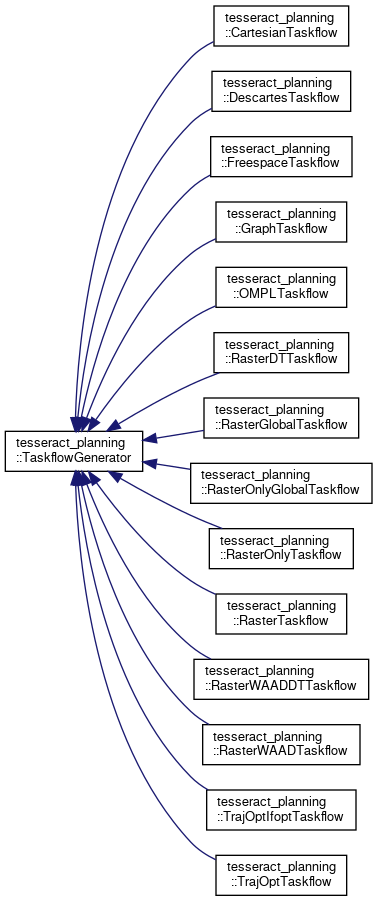 tesseract_planning
::CartesianTaskflow
tesseract_planning
::DescartesTaskflow
tesseract_planning
::FreespaceTaskflow
tesseract_planning
::GraphTaskflow
tesseract_planning
::OMPLTaskflow
tesseract_planning
::RasterDTTaskflow
tesseract_planning
::RasterGlobalTaskflow
tesseract_planning
::TaskflowGenerator
tesseract_planning
::RasterOnlyGlobalTaskflow
tesseract_planning
::RasterOnlyTaskflow
tesseract_planning
::RasterTaskflow
tesseract_planning
::RasterWAADDTTaskflow
tesseract_planning
::RasterWAADTaskflow
tesseract_planning
::TrajOptIfoptTaskflow
tesseract_planning
::TrajOptTaskflow